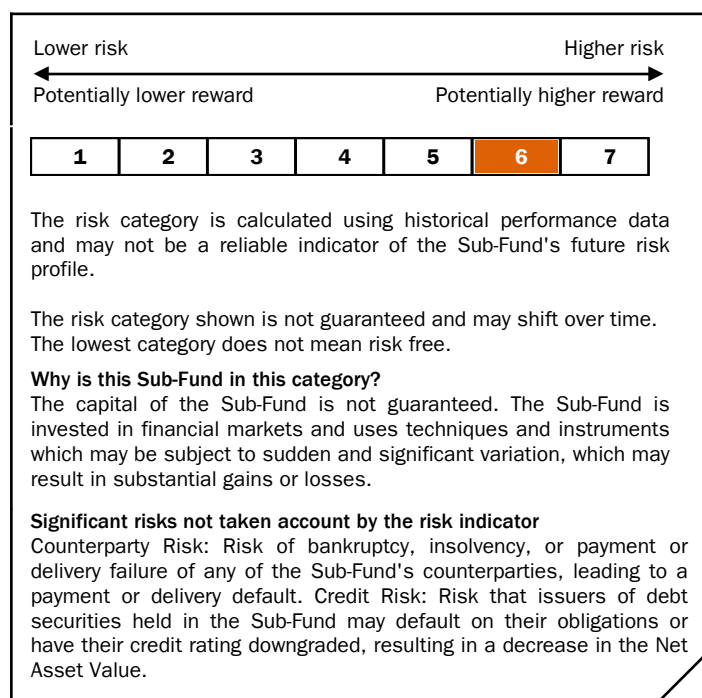 Lower risk Higher risk
Potentially lower reward Potentially higher reward
1 2 3 4 5 6 7
The risk category is calculated using historical performance data
and may not be a reliable indicator of the Sub-Fund's future risk
profile.
The risk category shown is not guaranteed and may shift over time.
The lowest category does not mean risk free.
Why is this Sub-Fund in this category?
The capital of the Sub-Fund is not guaranteed. The Sub-Fund is
invested in financial markets and uses techniques and instruments
which may be subject to sudden and significant variation, which may
result in substantial gains or losses.
Significant risks not taken account by the risk indicator
Counterparty Risk: Risk of bankruptcy, insolvency, or payment or
delivery failure of any of the Sub-Fund's counterparties, leading to a
payment or delivery default. Credit Risk: Risk that issuers of debt
securities held in the Sub-Fund may default on their obligations or
have their credit rating downgraded, resulting in a decrease in the Net
Asset Value.